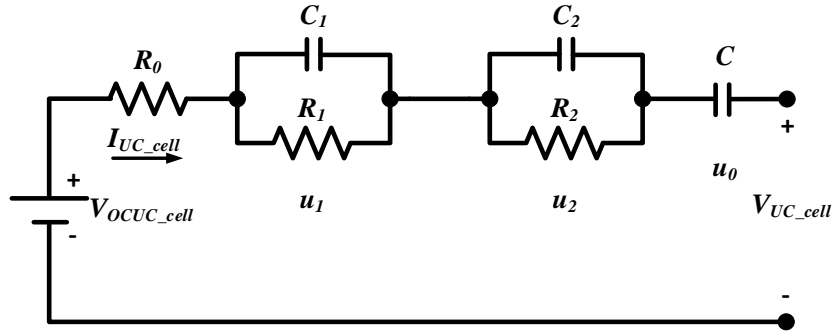 C1 C2
R0 C
R1 R2
IUC_cell +
u0
+ VOCUC_cell u1 u2 VUC_cell
-
-